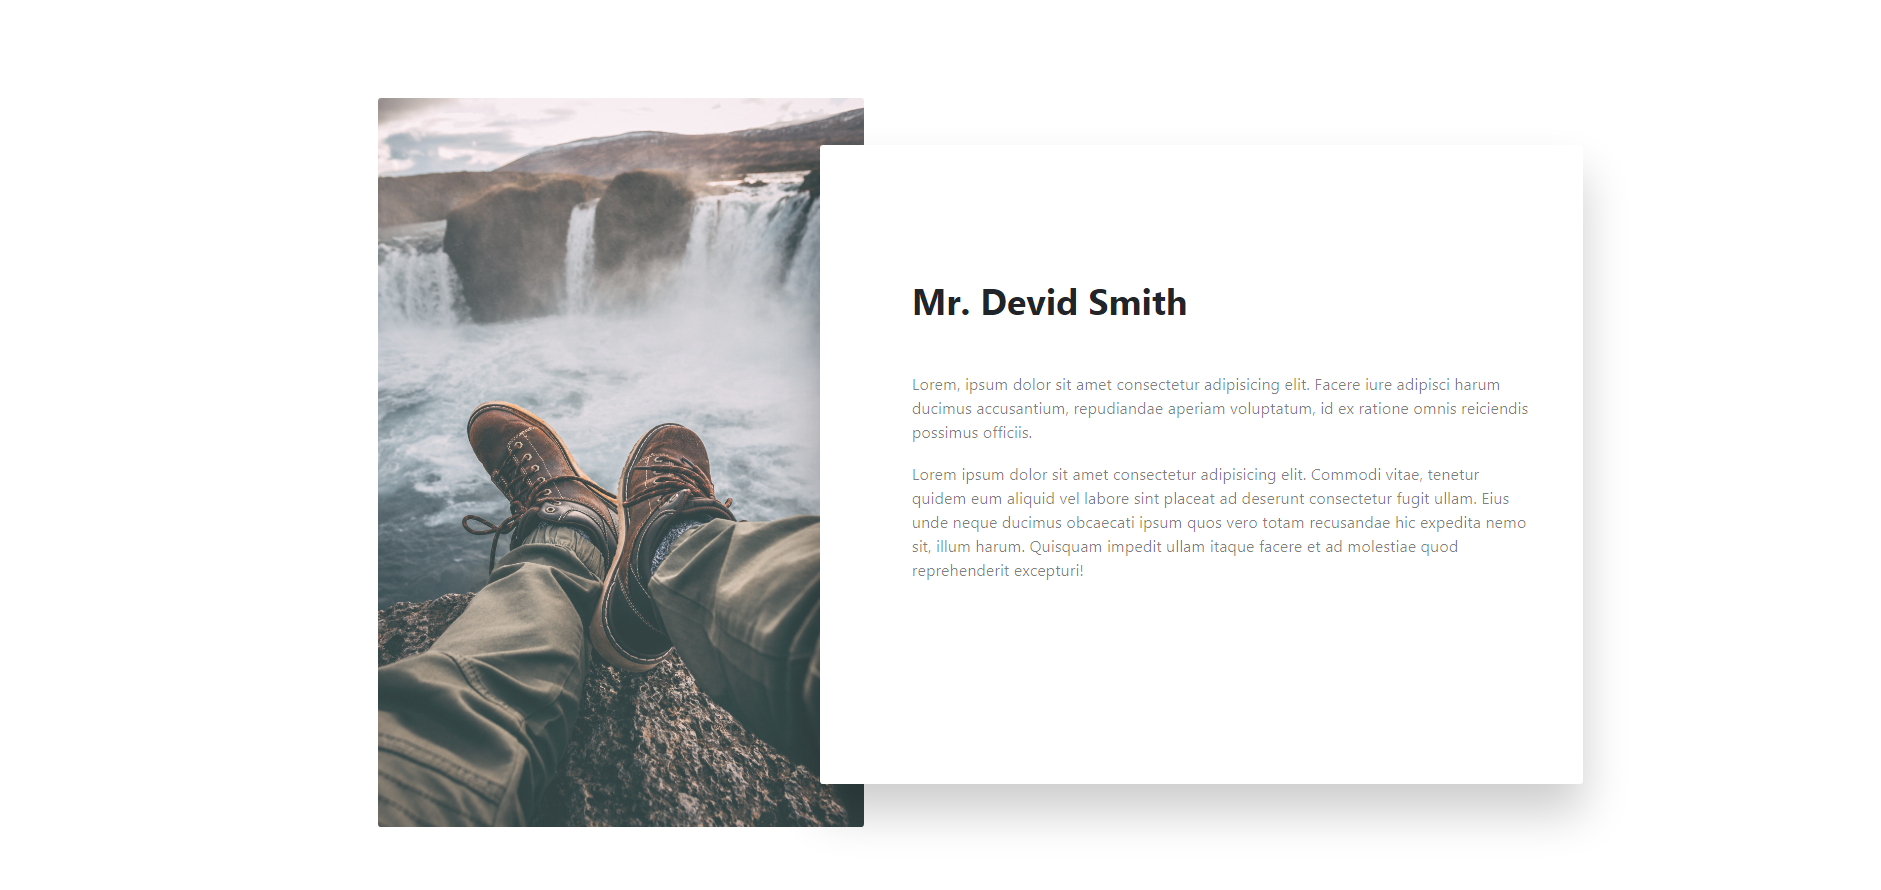 Mr. Devid Smith
Lorem, ipsum dolor sit amet consectetur adipisicing elit. Facere iure adipisci harum
ducimus accusantium, repudiandae aperiam voluptatum, id ex ratione omnis reiciendis
possimus officiis.
Lorem ipsum dolor sit amet consectetur adipisicing elit. Commodi vitae, tenetur
quidem eum aliquid vel labore sint placeat ad deserunt consectetur fugit ullam. Eius
unde neque ducimus obcaecati ipsum quos vero totam recusandae hic expedita nemo
sit, illum harum. Quisquam impedit ullam itaque facere et ad molestiae quod
reprehenderit excepturi!